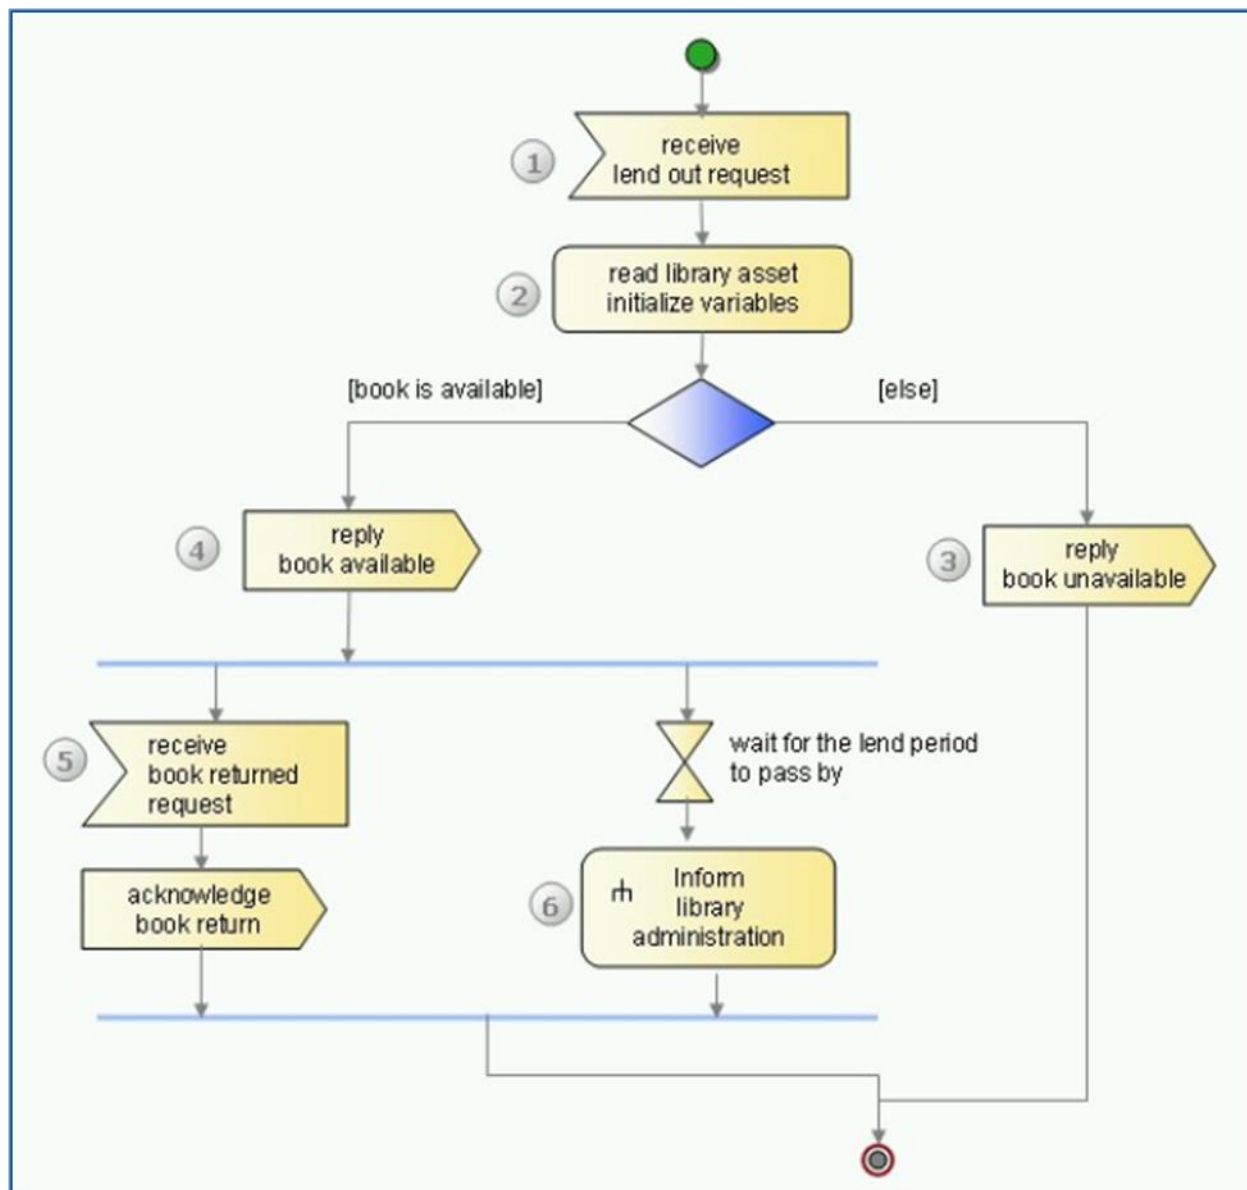 1
receive
lend out request
2
read library asset
initialize variables
[book is available]
[else]
4
reply
book available
3
reply
book unavailable
5
receive
book returned
request
wait for the lend period
to pass by
acknowledge
book return
6
Inform
library
administration